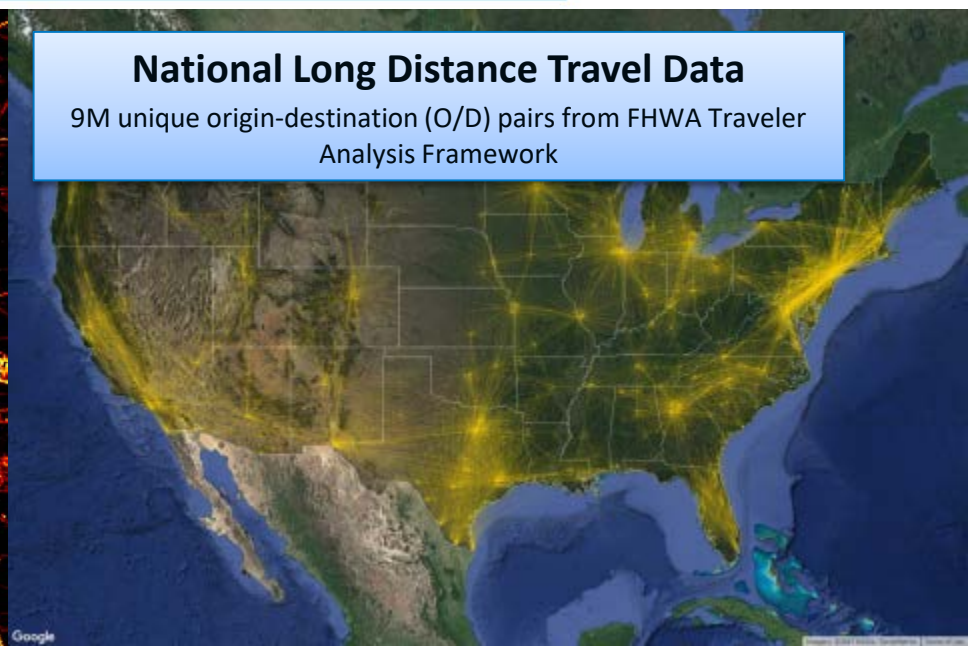 National Long Distance Travel Data
9M unique origin-destination (O/D) pairs from FHWA Traveler
Analysis Framework
Google